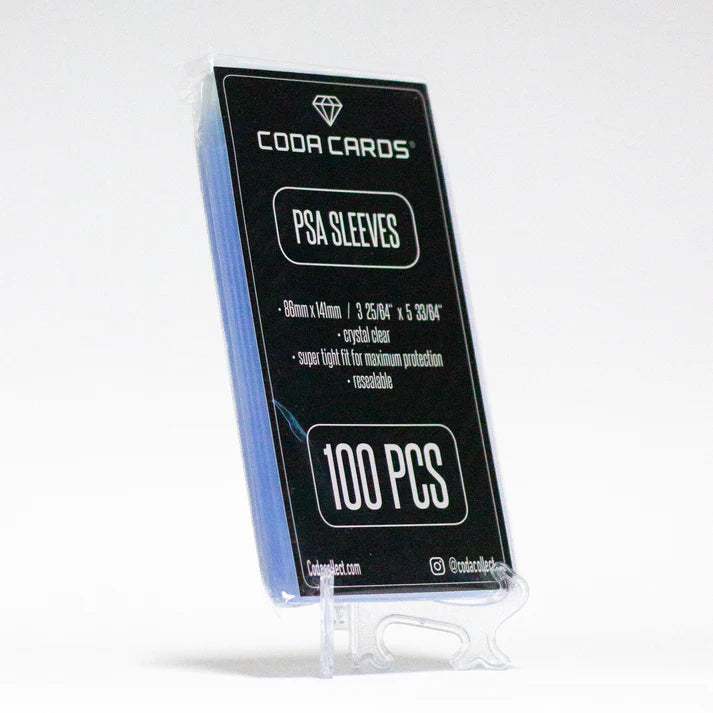 CODA CARDS®
PSA SLEEVES
· 86mm x 141mm / 3 25/64" x 5 33/64"
· crystal clear
· super tight fit for maximum protection
· resealable
100 PCS
Codacollect.com
@codacollect